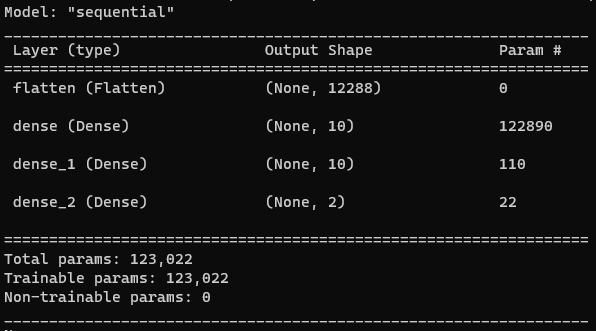 Model: "sequential"
_________________________________________________________________
Layer (type) Output Shape Param #
=================================================================
flatten (Flatten) (None, 12288) 0
dense (Dense) (None, 10) 122890
dense_1 (Dense) (None, 10) 110
dense_2 (Dense) (None, 2) 22
=================================================================
Total params: 123,022
Trainable params: 123,022
Non-trainable params: 0
_________________________________________________________________